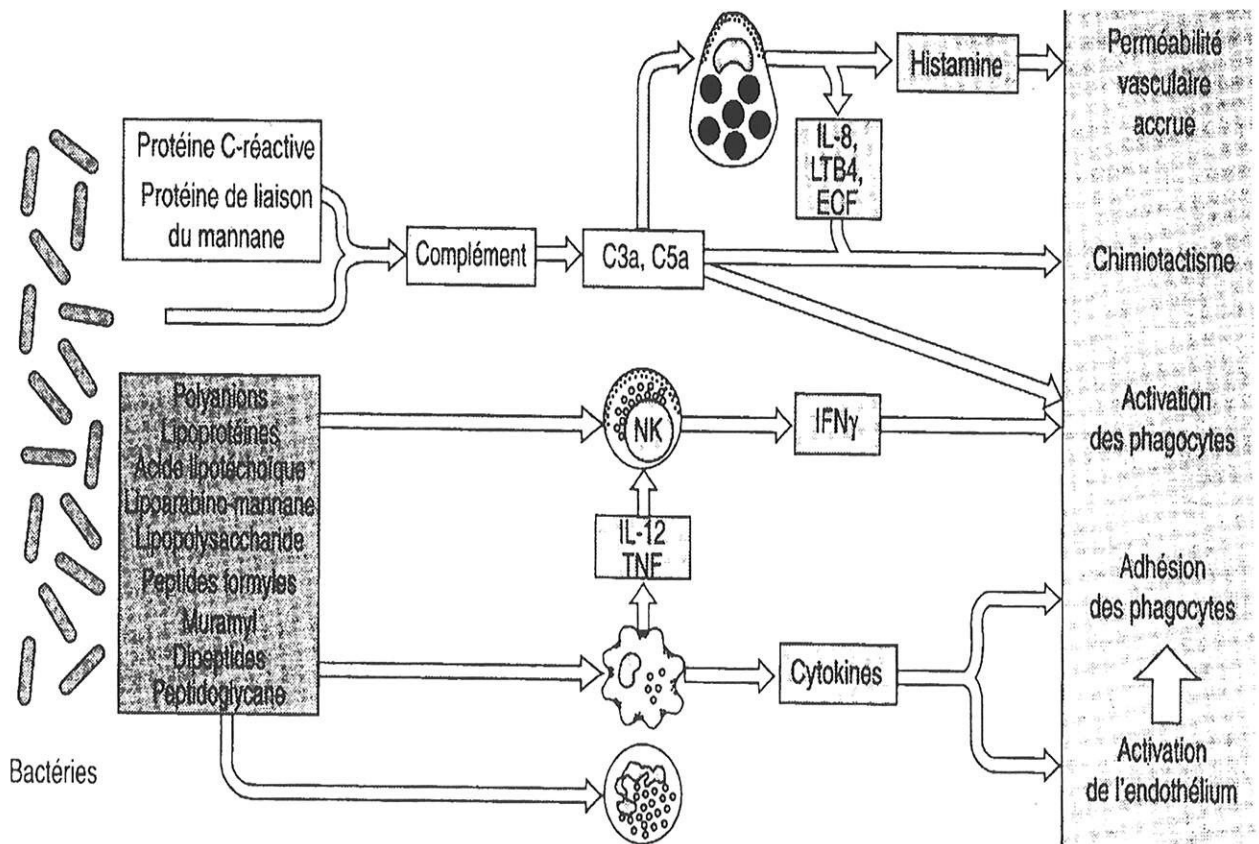 Protéine C-réactive
Protéine de liaison
du mannane
Complément
C3a, C5a
Histamine
IL-8,
LTB4,
ECF
Perméabilité
vasculaire
accrue
Chimiotactisme
Polyanions
Lipoprotéines
Acide lipotéchoïque
Lipoarabino-mannane
Lipopolysaccharide
Peptides formyles
Muramyl
Dipeptides
Peptidoglycane
NK
IFNγ
Activation
des phagocytes
IL-12
TNF
Cytokines
Adhésion
des phagocytes
Activation
de l'endothélium
Bactéries